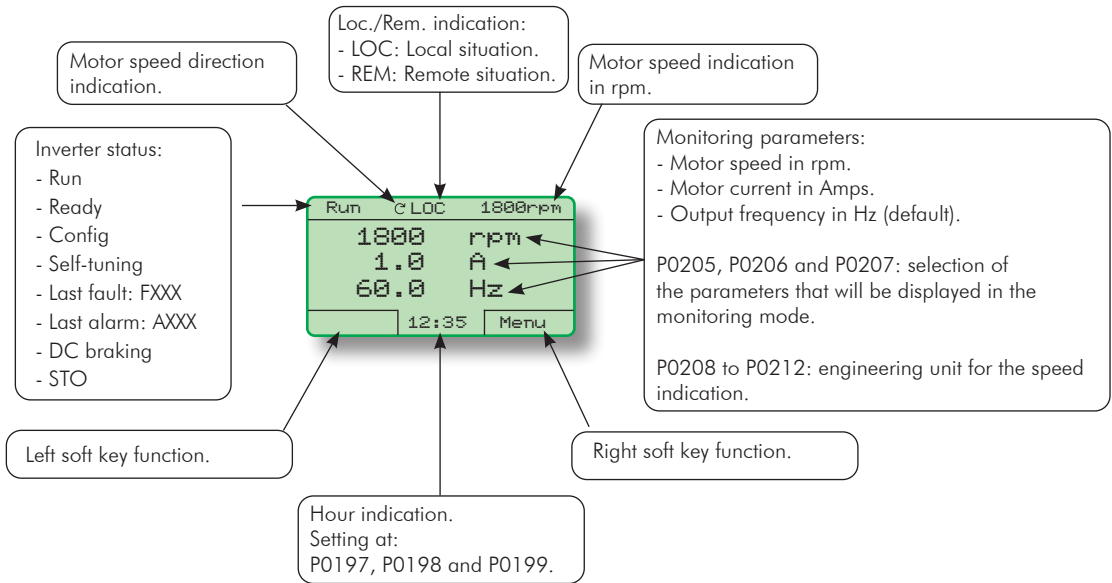 Loc./Rem. indication:
- LOC: Local situation.
- REM: Remote situation.
Motor speed direction
indication.
Motor speed indication
in rpm.
Inverter status:
- Run
- Ready
- Config
- Self-tuning
- Last fault: FXXX
- Last alarm: AXXX
- DC braking
- STO
Monitoring parameters:
- Motor speed in rpm.
- Motor current in Amps.
- Output frequency in Hz (default).
P0205, P0206 and P0207: selection of
the parameters that will be displayed in the
monitoring mode.
P0208 to P0212: engineering unit for the speed
indication.
Run LOC 1800rpm
1800 rpm
1.0 A
60.0 Hz
12:35 Menu
Left soft key function.
Right soft key function.
Hour indication.
Setting at:
P0197, P0198 and P0199.